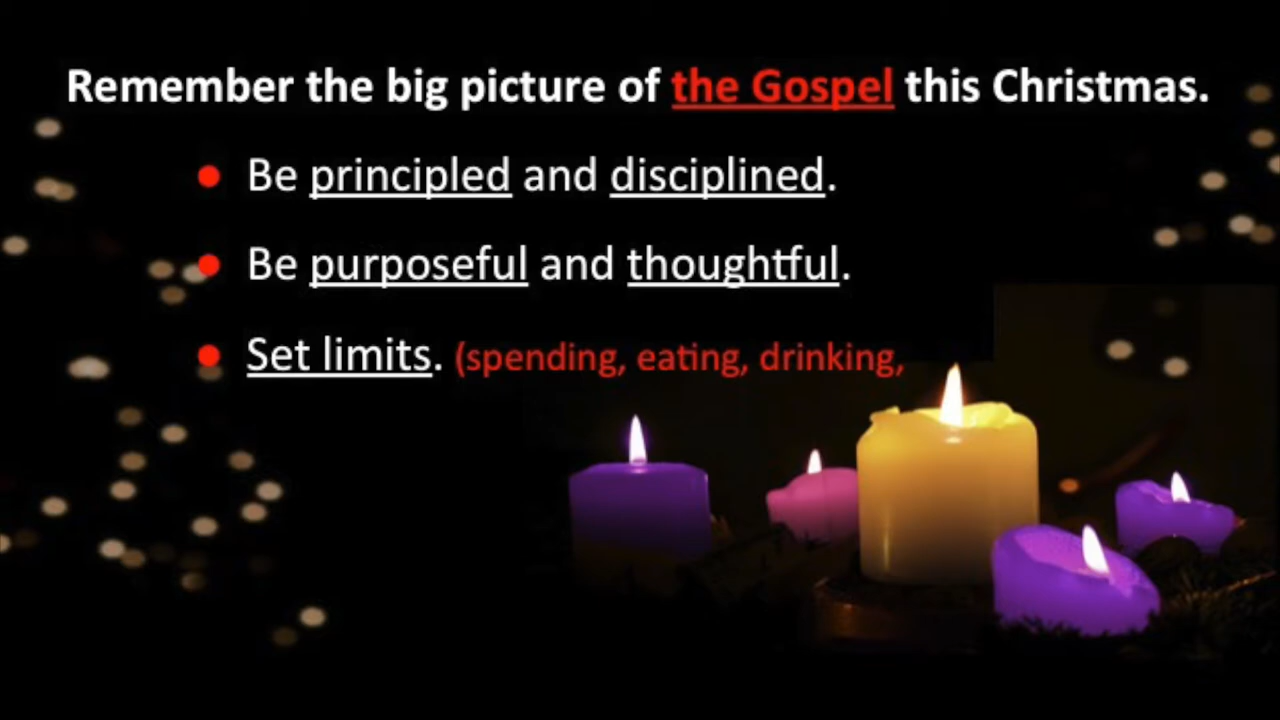 Remember the big picture of the Gospel this Christmas.
Be principled and disciplined.
Be purposeful and thoughtful.
Set limits. (spending, eating, drinking,